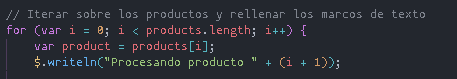 // Iterar sobre los productos y rellenar los marcos de texto
for (var i = 0; i < products.length; i++) {
    var product = products[i];
    $.writeln("Procesando producto " + (i + 1));